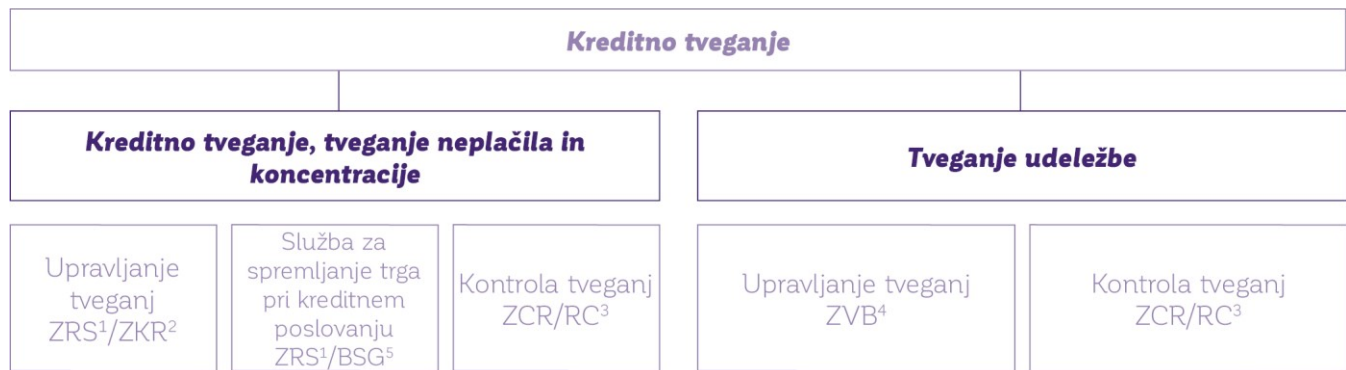 Kreditno tveganje
Kreditno tveganje, tveganje neplačila in
koncentracije
Tveganje udeležbe
Upravljanje
tveganj
ZRS¹/ZKR²
Služba za
spremljanje trga
pri kreditnem
poslovanju
ZRS¹/BSG⁵
Kontrola tveganj
ZCR/RC³
Upravljanje tveganj
ZVB⁴
Kontrola tveganj
ZCR/RC³